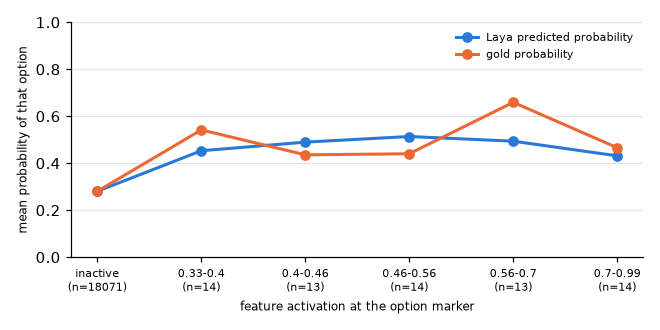 Laya predicted probability
gold probability
mean probability of that option
1.0
0.8
0.6
0.4
0.2
0.0
inactive 0.33-0.4 0.4-0.46 0.46-0.56 0.56-0.7 0.7-0.99
(n=18071) (n=14) (n=13) (n=14) (n=13) (n=14)
feature activation at the option marker